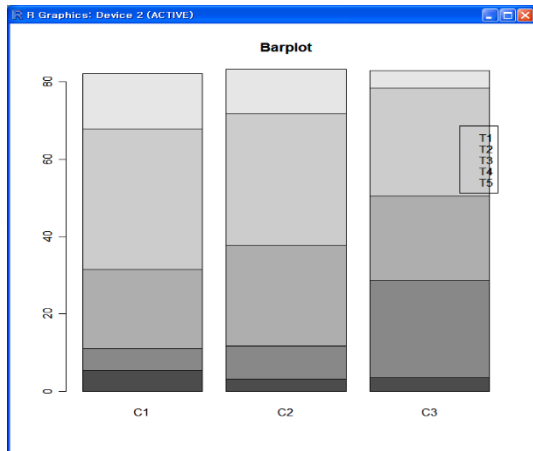 R Graphics: Device 2 (ACTIVE)
Barplot
80
60
40
20
0
T1
T2
T3
T4
T5
C1 C2 C3